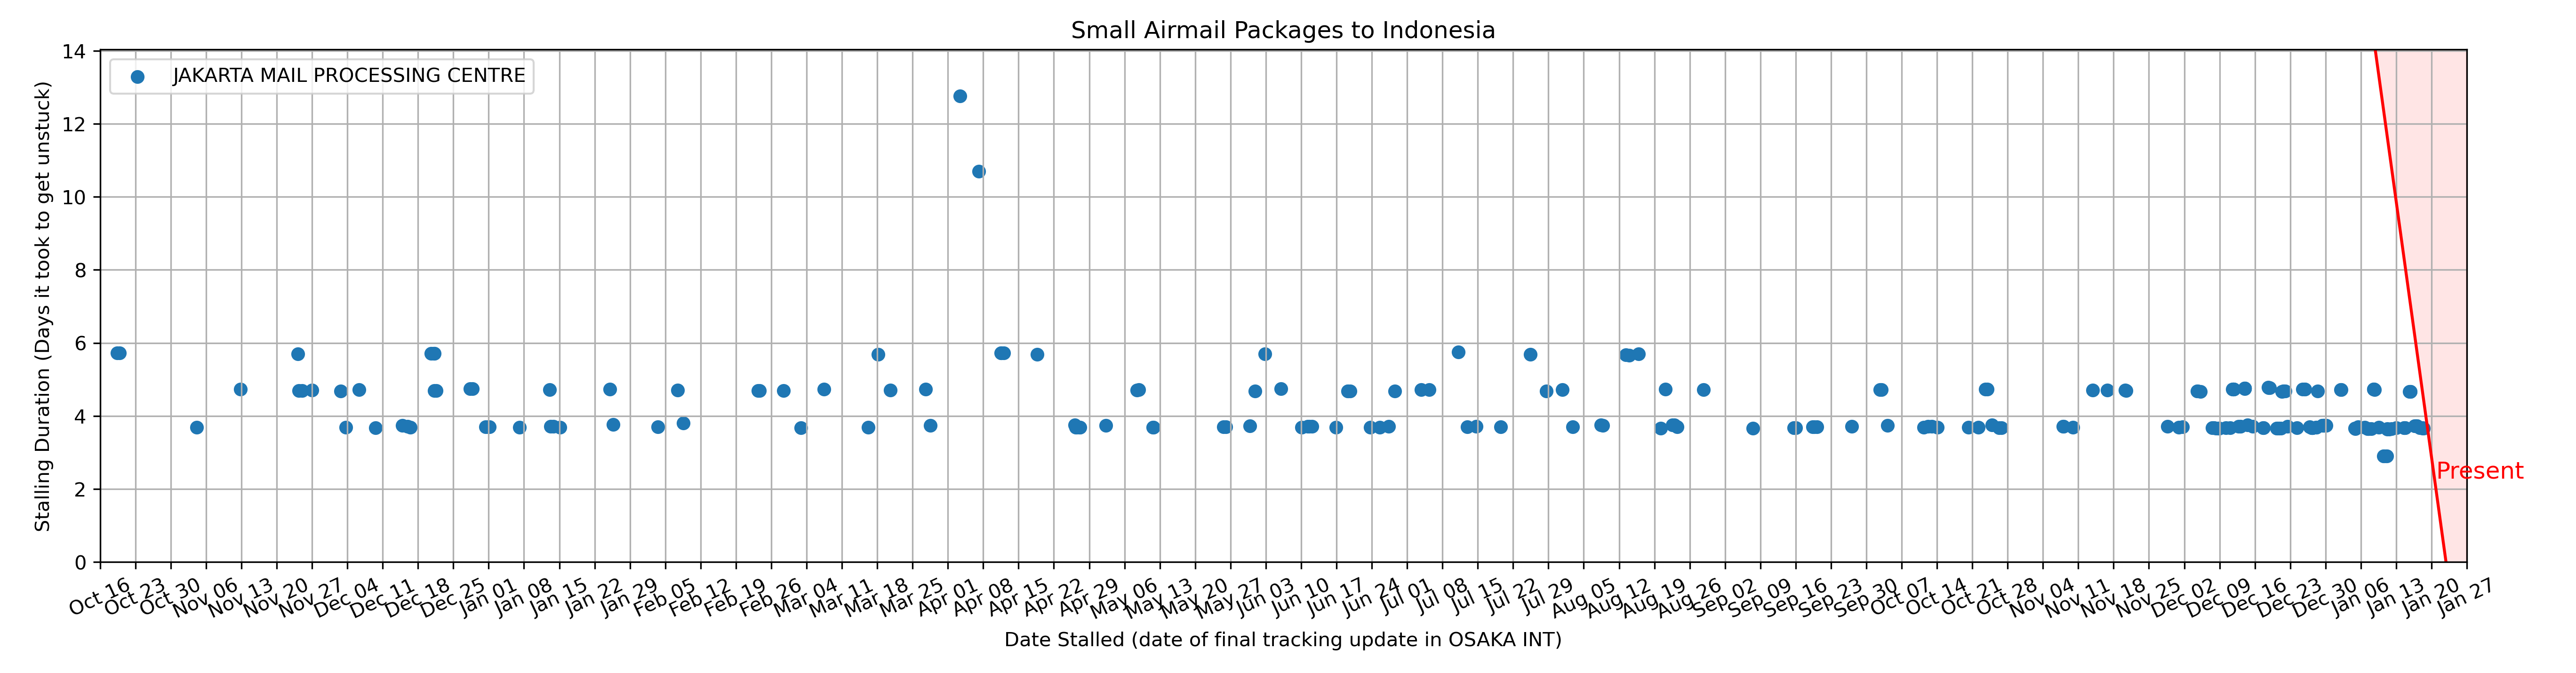 Small Airmail Packages to Indonesia
JAKARTA MAIL PROCESSING CENTRE
Stalling Duration (Days it took to get unstuck)
14
12
10
8
6
4
2
0
Present
Oct 16 Oct 23 Oct 30 Nov 06 Nov 13 Nov 20 Nov 27 Dec 04 Dec 11 Dec 18 Dec 25 Jan 01 Jan 08 Jan 15 Jan 22 Jan 29 Feb 05 Feb 12 Feb 19 Feb 26 Mar 04 Mar 11 Mar 18 Mar 25 Apr 01 Apr 08 Apr 15 Apr 22 Apr 29 May 06 May 13 May 20 May 27 Jun 03 Jun 10 Jun 17 Jun 24 Jul 01 Jul 08 Jul 15 Jul 22 Jul 29 Aug 05 Aug 12 Aug 19 Aug 26 Sep 02 Sep 09 Sep 16 Sep 23 Sep 30 Oct 07 Oct 14 Oct 21 Oct 28 Nov 04 Nov 11 Nov 18 Nov 25 Dec 02 Dec 09 Dec 16 Dec 23 Dec 30 Jan 06 Jan 13 Jan 20 Jan 27
Date Stalled (date of final tracking update in OSAKA INT)